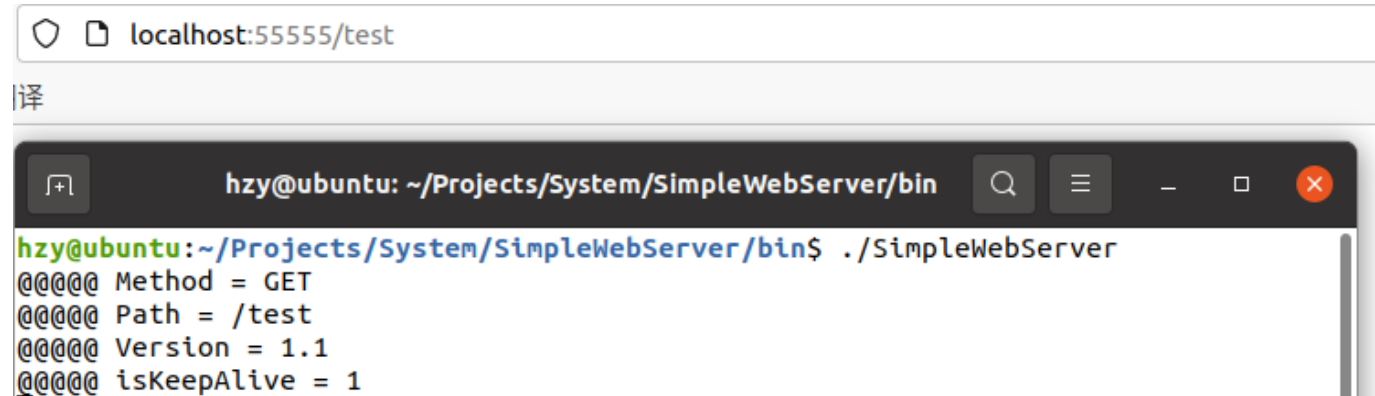 localhost:55555/test
译
hzy@ubuntu: ~/Projects/System/SimpleWebServer/bin
hzy@ubuntu:~/Projects/System/SimpleWebServer/bin$ ./SimpleWebServer
@@@@@ Method = GET
@@@@@ Path = /test
@@@@@ Version = 1.1
@@@@@ isKeepAlive = 1